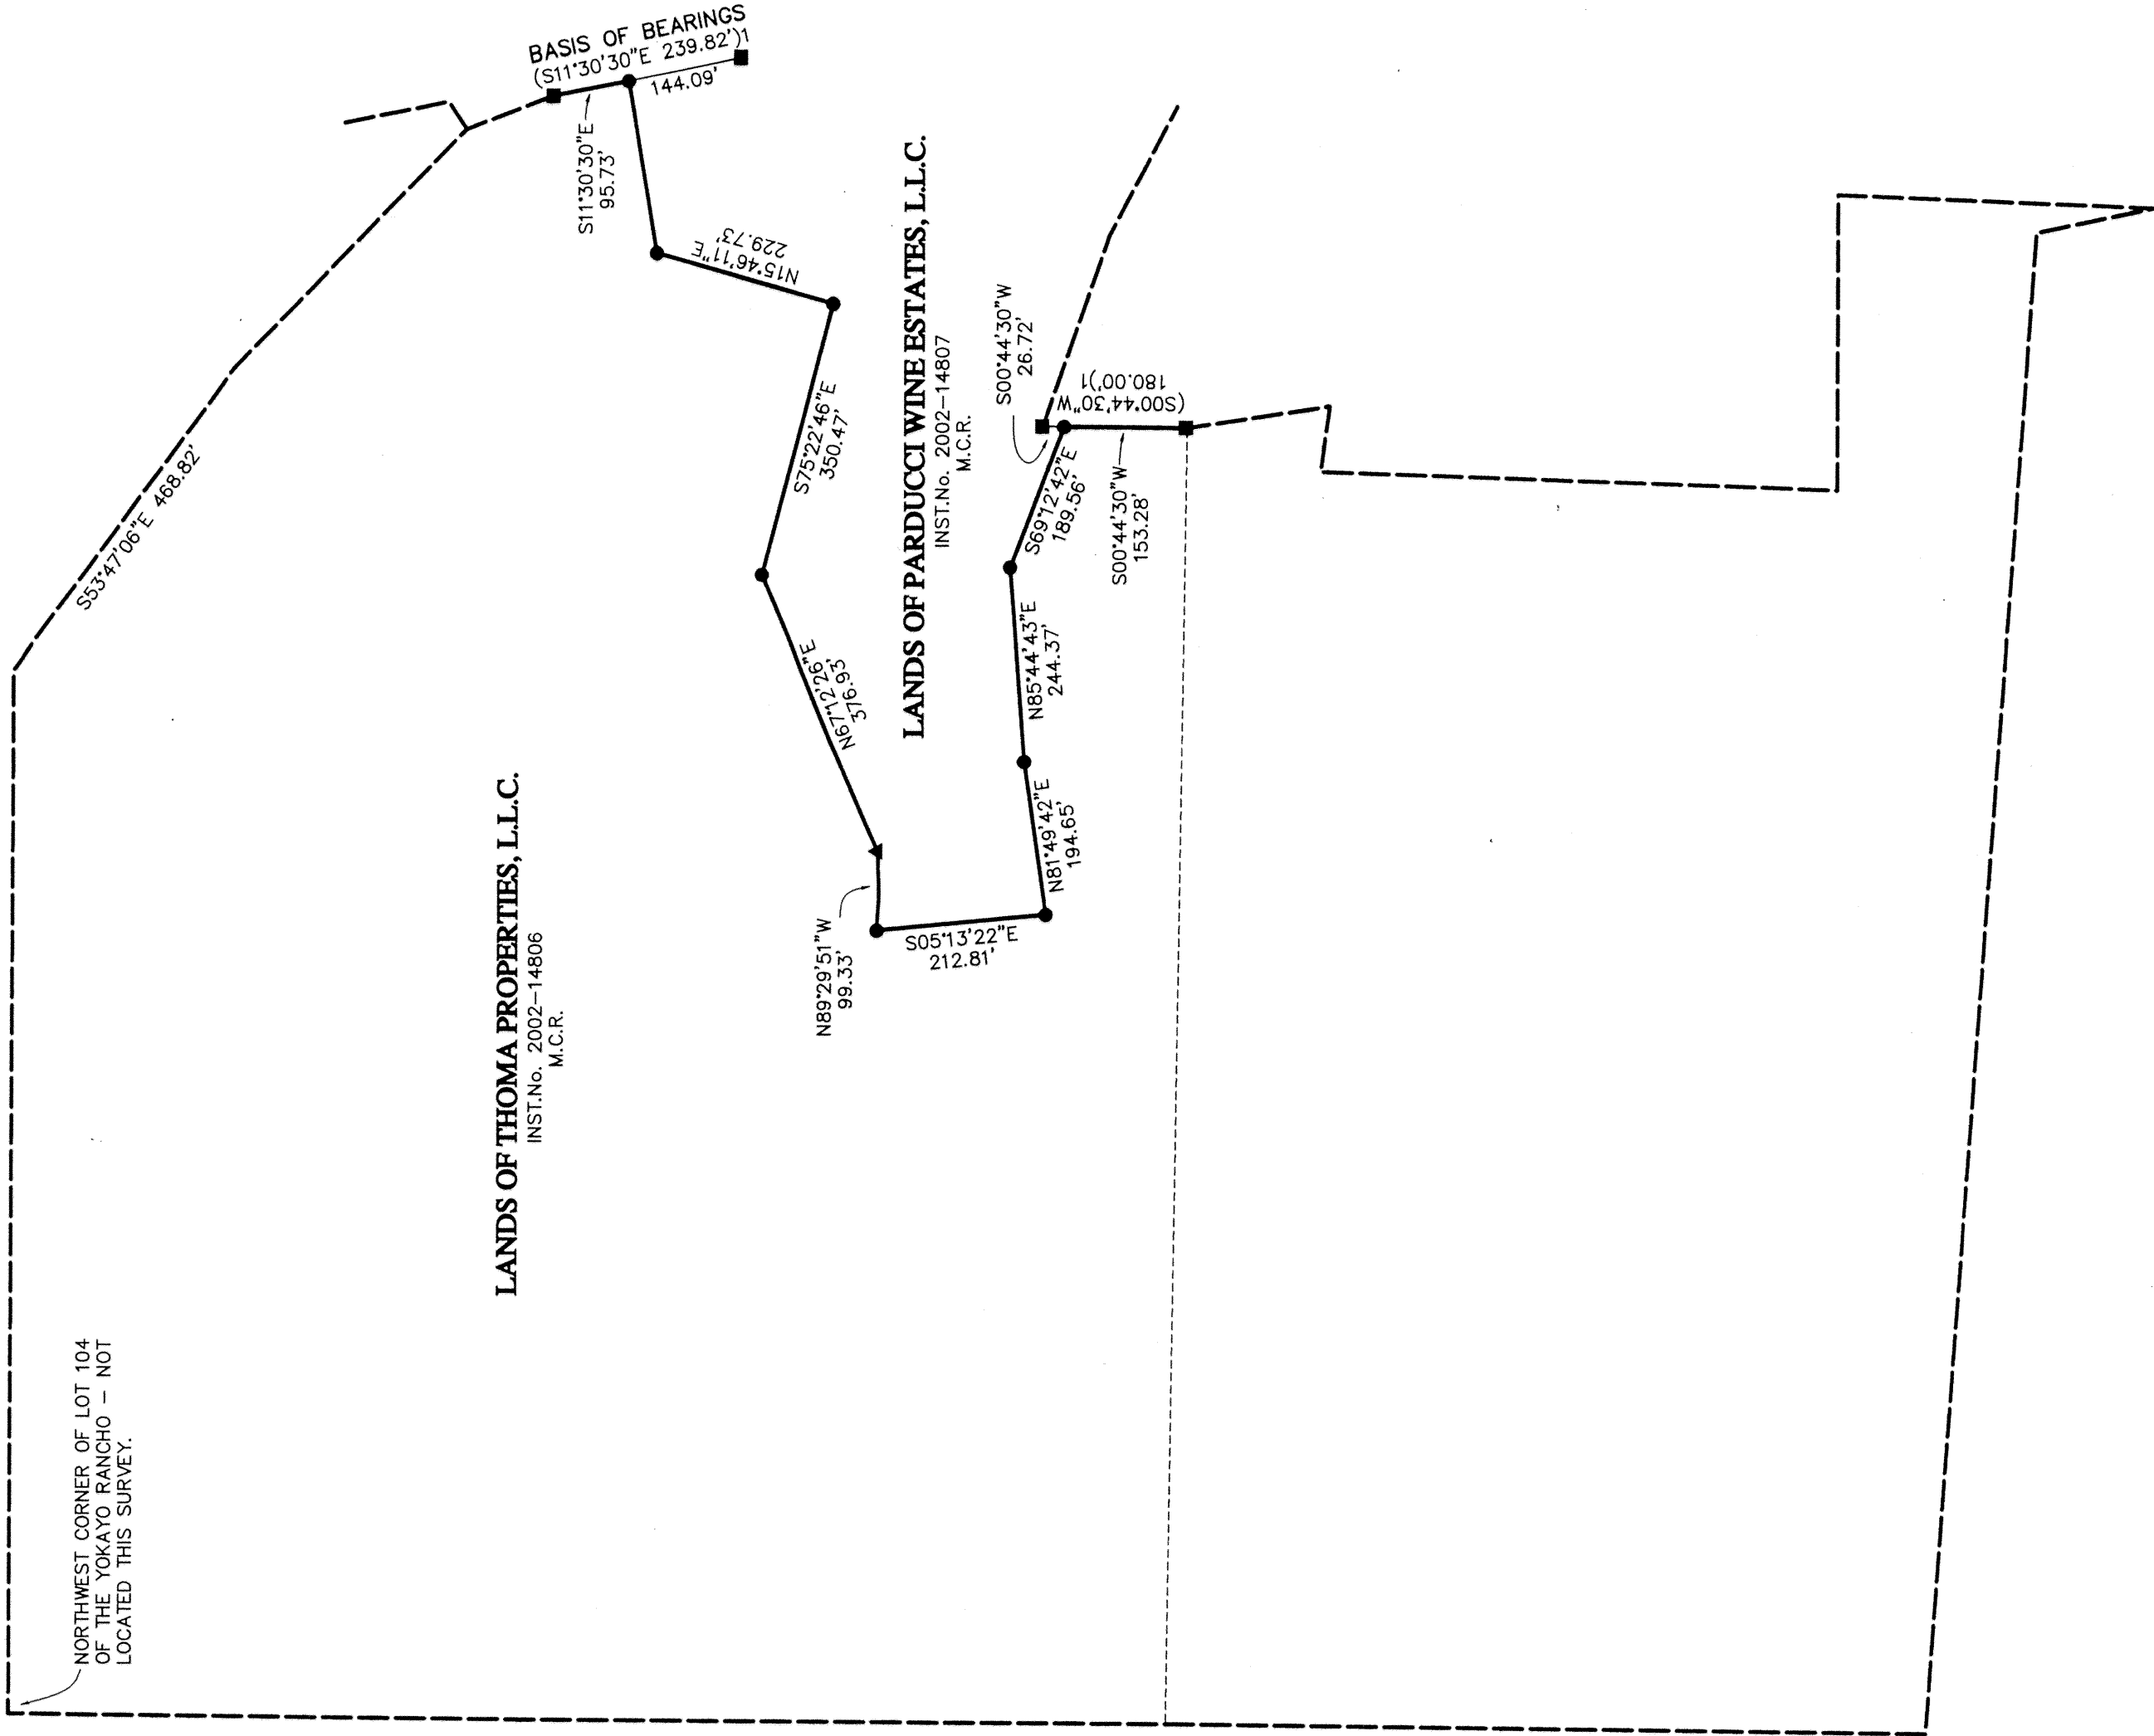 NORTHWEST CORNER OF LOT 104
OF THE YOKAYO RANCHO – NOT
LOCATED THIS SURVEY.
S53°47'06"E 468.82'
BASIS OF BEARINGS
(S11°30'30"E 239.82')1
144.09'
S11°30'30"E
95.73'
N15°46'11"E
229.73'
S75°22'46"E
350.47'
N67°12'26"E
376.93'
N89°29'51"W
99.33'
S05°13'22"E
212.81'
N81°49'42"E
194.65'
N85°44'43"E
244.37'
S69°12'42"E
189.56'
S00°44'30"W
26.72'
(S00°44'30"W
180.00')1
S00°44'30"W
153.28'
LANDS OF THOMA PROPERTIES, L.L.C.
INST.No. 2002–14806
M.C.R.
LANDS OF PARDUCCI WINE ESTATES, L.L.C.
INST.No. 2002–14807
M.C.R.